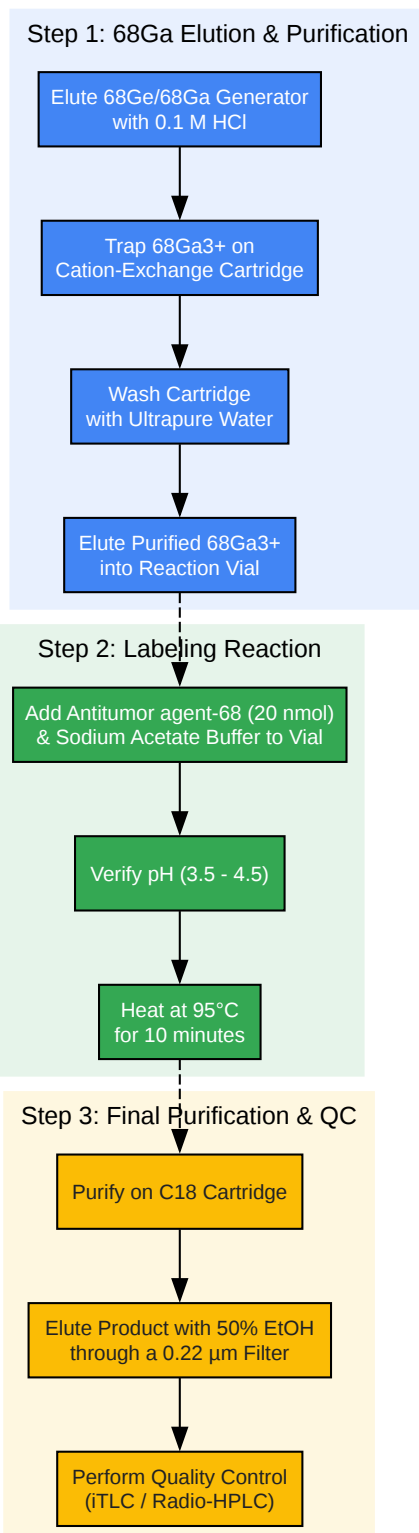 Step 1: 68Ga Elution & Purification
Elute 68Ge/68Ga Generator
with 0.1 M HCl
Trap 68Ga3+ on
Cation-Exchange Cartridge
Wash Cartridge
with Ultrapure Water
Elute Purified 68Ga3+
into Reaction Vial
Step 2: Labeling Reaction
Add Antitumor agent-68 (20 nmol)
& Sodium Acetate Buffer to Vial
Verify pH (3.5 - 4.5)
Heat at 95°C
for 10 minutes
Step 3: Final Purification & QC
Purify on C18 Cartridge
Elute Product with 50% EtOH
through a 0.22 µm Filter
Perform Quality Control
(iTLC / Radio-HPLC)